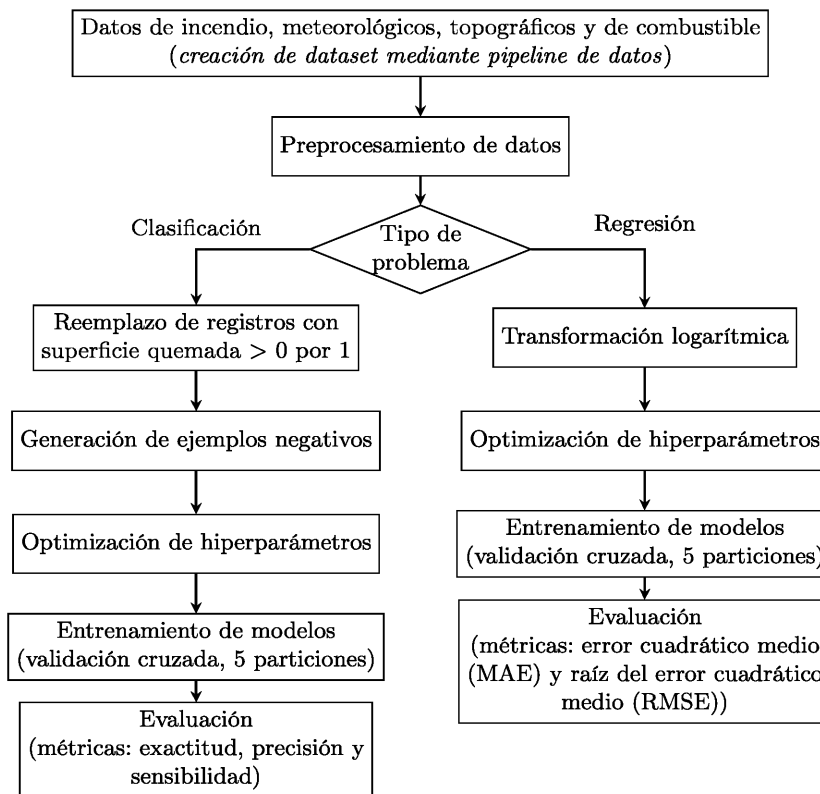 Datos de incendio, meteorológicos, topográficos y de combustible
(creación de dataset mediante pipeline de datos)
Preprocesamiento de datos
Tipo de
problema
Clasificación
Reemplazo de registros con
superficie quemada > 0 por 1
Generación de ejemplos negativos
Optimización de hiperparámetros
Entrenamiento de modelos
(validación cruzada, 5 particiones)
Evaluación
(métricas: exactitud, precisión y
sensibilidad)
Regresión
Transformación logarítmica
Optimización de hiperparámetros
Entrenamiento de modelos
(validación cruzada, 5 particiones)
Evaluación
(métricas: error cuadrático medio
(MAE) y raíz del error cuadrático
medio (RMSE))